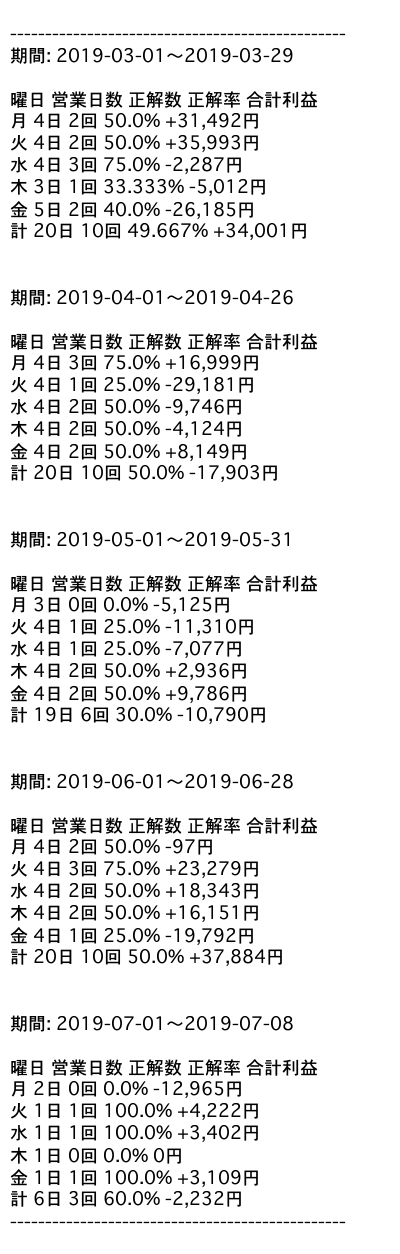 ------------------------------------------------
期間: 2019-03-01〜2019-03-29
曜日 営業日数 正解数 正解率 合計利益
月 4日 2回 50.0% +31,492円
火 4日 2回 50.0% +35,993円
水 4日 3回 75.0% -2,287円
木 3日 1回 33.333% -5,012円
金 5日 2回 40.0% -26,185円
計 20日 10回 49.667% +34,001円
期間: 2019-04-01〜2019-04-26
曜日 営業日数 正解数 正解率 合計利益
月 4日 3回 75.0% +16,999円
火 4日 1回 25.0% -29,181円
水 4日 2回 50.0% -9,746円
木 4日 2回 50.0% -4,124円
金 4日 2回 50.0% +8,149円
計 20日 10回 50.0% -17,903円
期間: 2019-05-01〜2019-05-31
曜日 営業日数 正解数 正解率 合計利益
月 3日 0回 0.0% -5,125円
火 4日 1回 25.0% -11,310円
水 4日 1回 25.0% -7,077円
木 4日 2回 50.0% +2,936円
金 4日 2回 50.0% +9,786円
計 19日 6回 30.0% -10,790円
期間: 2019-06-01〜2019-06-28
曜日 営業日数 正解数 正解率 合計利益
月 4日 2回 50.0% -97円
火 4日 3回 75.0% +23,279円
水 4日 2回 50.0% +18,343円
木 4日 2回 50.0% +16,151円
金 4日 1回 25.0% -19,792円
計 20日 10回 50.0% +37,884円
期間: 2019-07-01〜2019-07-08
曜日 営業日数 正解数 正解率 合計利益
月 2日 0回 0.0% -12,965円
火 1日 1回 100.0% +4,222円
水 1日 1回 100.0% +3,402円
木 1日 0回 0.0% 0円
金 1日 1回 100.0% +3,109円
計 6日 3回 60.0% -2,232円
------------------------------------------------